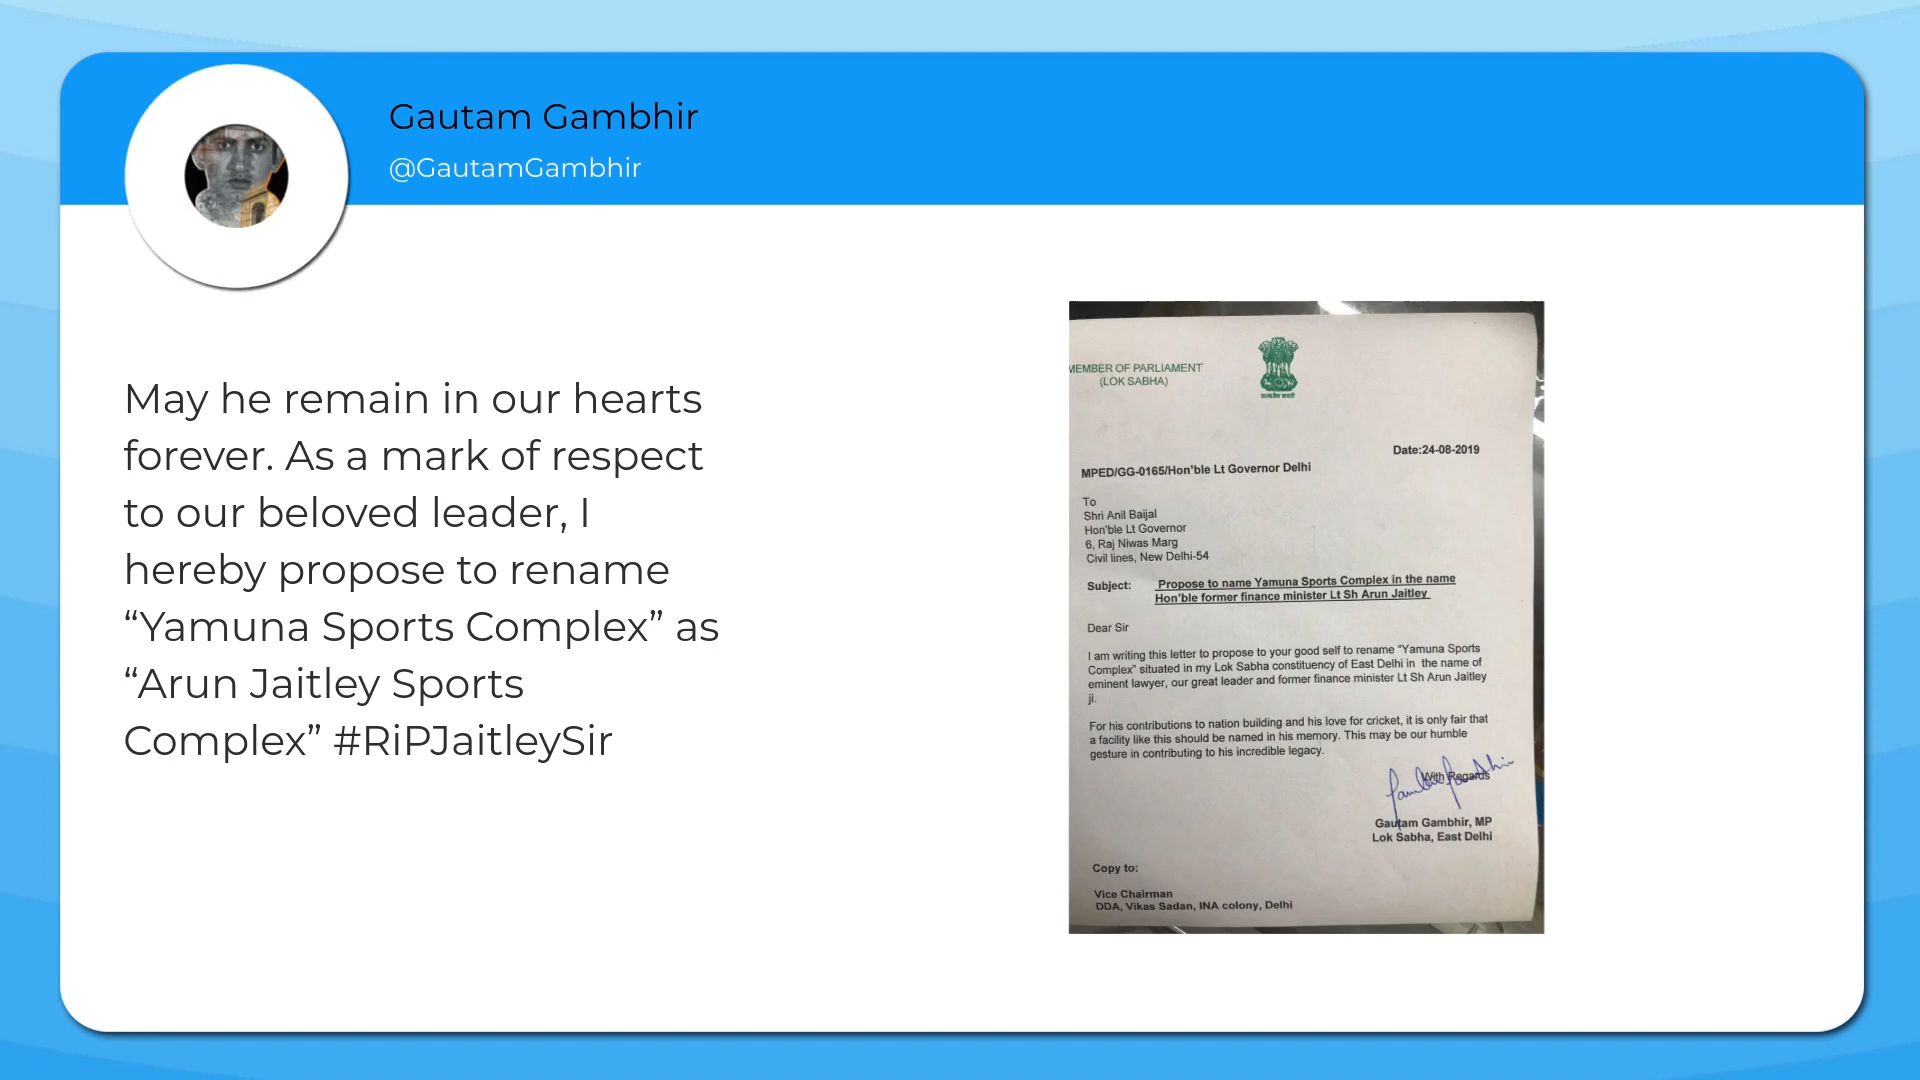 Gautam Gambhir
@GautamGambhir
May he remain in our hearts
forever. As a mark of respect
to our beloved leader, I
hereby propose to rename
“Yamuna Sports Complex” as
“Arun Jaitley Sports
Complex” #RiPJaitleySir
MEMBER OF PARLIAMENT
(LOK SABHA)
सत्यमेव जयते
Date:24-08-2019
MPED/GG-0165/Hon'ble Lt Governor Delhi
To
Shri Anil Baijal
Hon'ble Lt Governor
6, Raj Niwas Marg
Civil lines, New Delhi-54
Subject: Propose to name Yamuna Sports Complex in the name
Hon'ble former finance minister Lt Sh Arun Jaitley
Dear Sir
I am writing this letter to propose to your good self to rename “Yamuna Sports
Complex” situated in my Lok Sabha constituency of East Delhi in the name of
eminent lawyer, our great leader and former finance minister Lt Sh Arun Jaitley
ji.
For his contributions to nation building and his love for cricket, it is only fair that
a facility like this should be named in his memory. This may be our humble
gesture in contributing to his incredible legacy.
With Regards
Gautam Gambhir, MP
Lok Sabha, East Delhi
Copy to:
Vice Chairman
DDA, Vikas Sadan, INA colony, Delhi